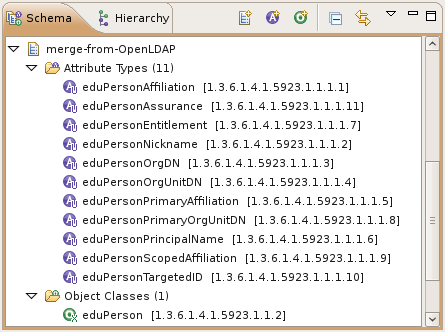 Schema Hierarchy
merge-from-OpenLDAP
Attribute Types (11)
eduPersonAffiliation [1.3.6.1.4.1.5923.1.1.1.1]
eduPersonAssurance [1.3.6.1.4.1.5923.1.1.1.11]
eduPersonEntitlement [1.3.6.1.4.1.5923.1.1.1.7]
eduPersonNickname [1.3.6.1.4.1.5923.1.1.1.2]
eduPersonOrgDN [1.3.6.1.4.1.5923.1.1.1.3]
eduPersonOrgUnitDN [1.3.6.1.4.1.5923.1.1.1.4]
eduPersonPrimaryAffiliation [1.3.6.1.4.1.5923.1.1.1.5]
eduPersonPrimaryOrgUnitDN [1.3.6.1.4.1.5923.1.1.1.8]
eduPersonPrincipalName [1.3.6.1.4.1.5923.1.1.1.6]
eduPersonScopedAffiliation [1.3.6.1.4.1.5923.1.1.1.9]
eduPersonTargetedID [1.3.6.1.4.1.5923.1.1.1.10]
Object Classes (1)
eduPerson [1.3.6.1.4.1.5923.1.1.2]